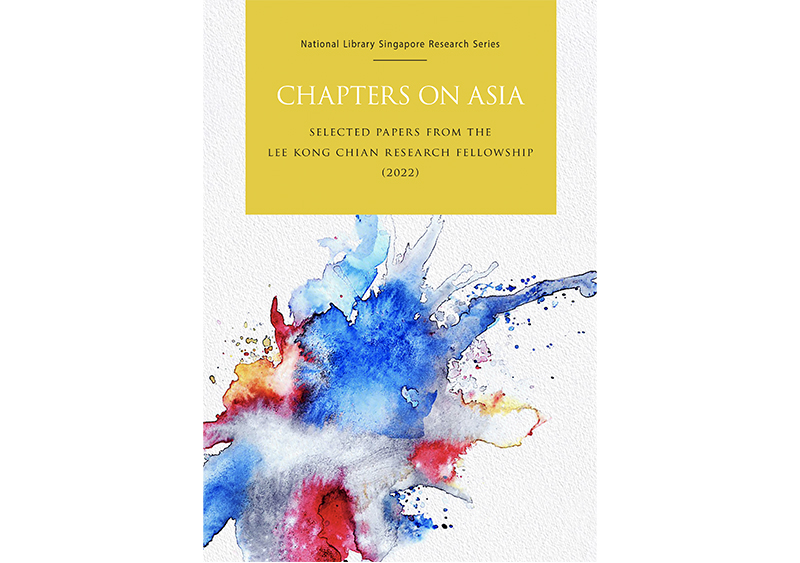 National Library Singapore Research Series
CHAPTERS ON ASIA
SELECTED PAPERS FROM THE
LEE KONG CHIAN RESEARCH FELLOWSHIP
(2022)